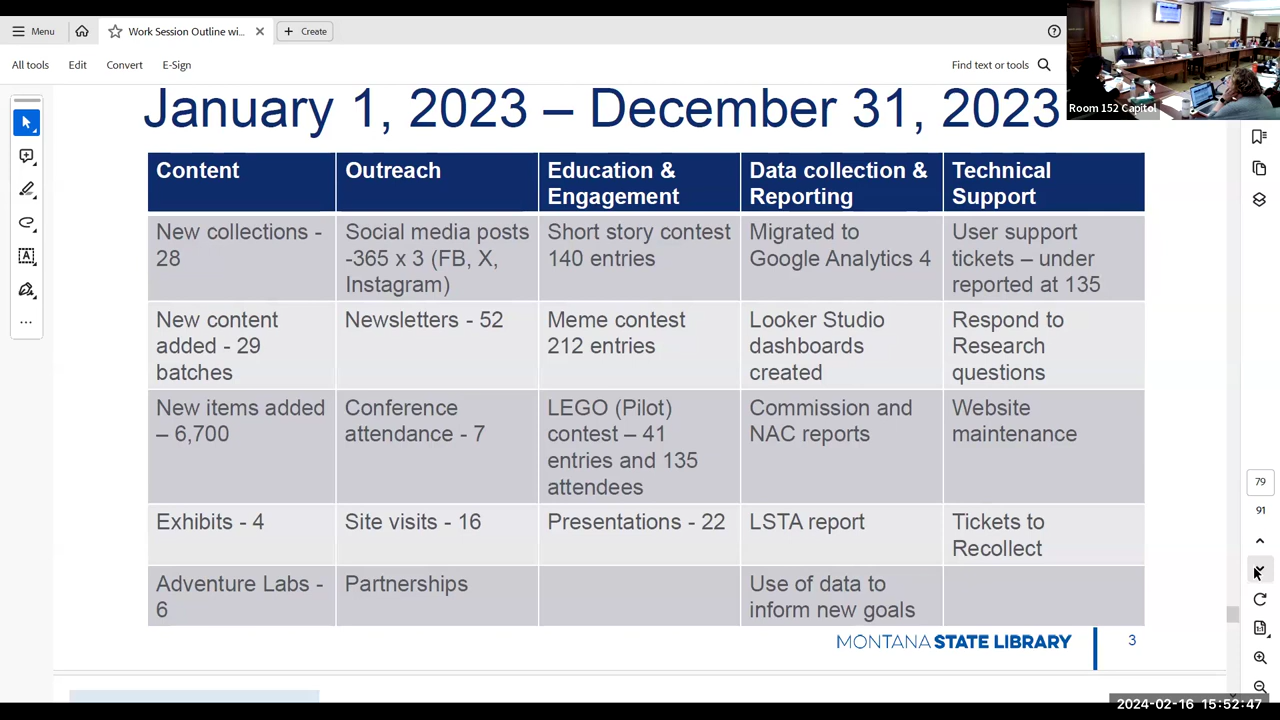 Menu
Work Session Outline wi...
Create
All tools
Edit
Convert
E-Sign
Find text or tools
Room 152 Capitol
January 1, 2023 – December 31, 2023
Content
Outreach
Education &
Engagement
Data collection &
Reporting
Technical
Support
New collections -
28
Social media posts
-365 x 3 (FB, X,
Instagram)
Short story contest
140 entries
Migrated to
Google Analytics 4
User support
tickets – under
reported at 135
New content
added - 29
batches
Newsletters - 52
Meme contest
212 entries
Looker Studio
dashboards
created
Respond to
Research
questions
New items added
– 6,700
Conference
attendance - 7
LEGO (Pilot)
contest – 41
entries and 135
attendees
Commission and
NAC reports
Website
maintenance
Exhibits - 4
Site visits - 16
Presentations - 22
LSTA report
Tickets to
Recollect
Adventure Labs -
6
Partnerships
Use of data to
inform new goals
MONTANA STATE LIBRARY
3
79
91
2024-02-16 15:52:47